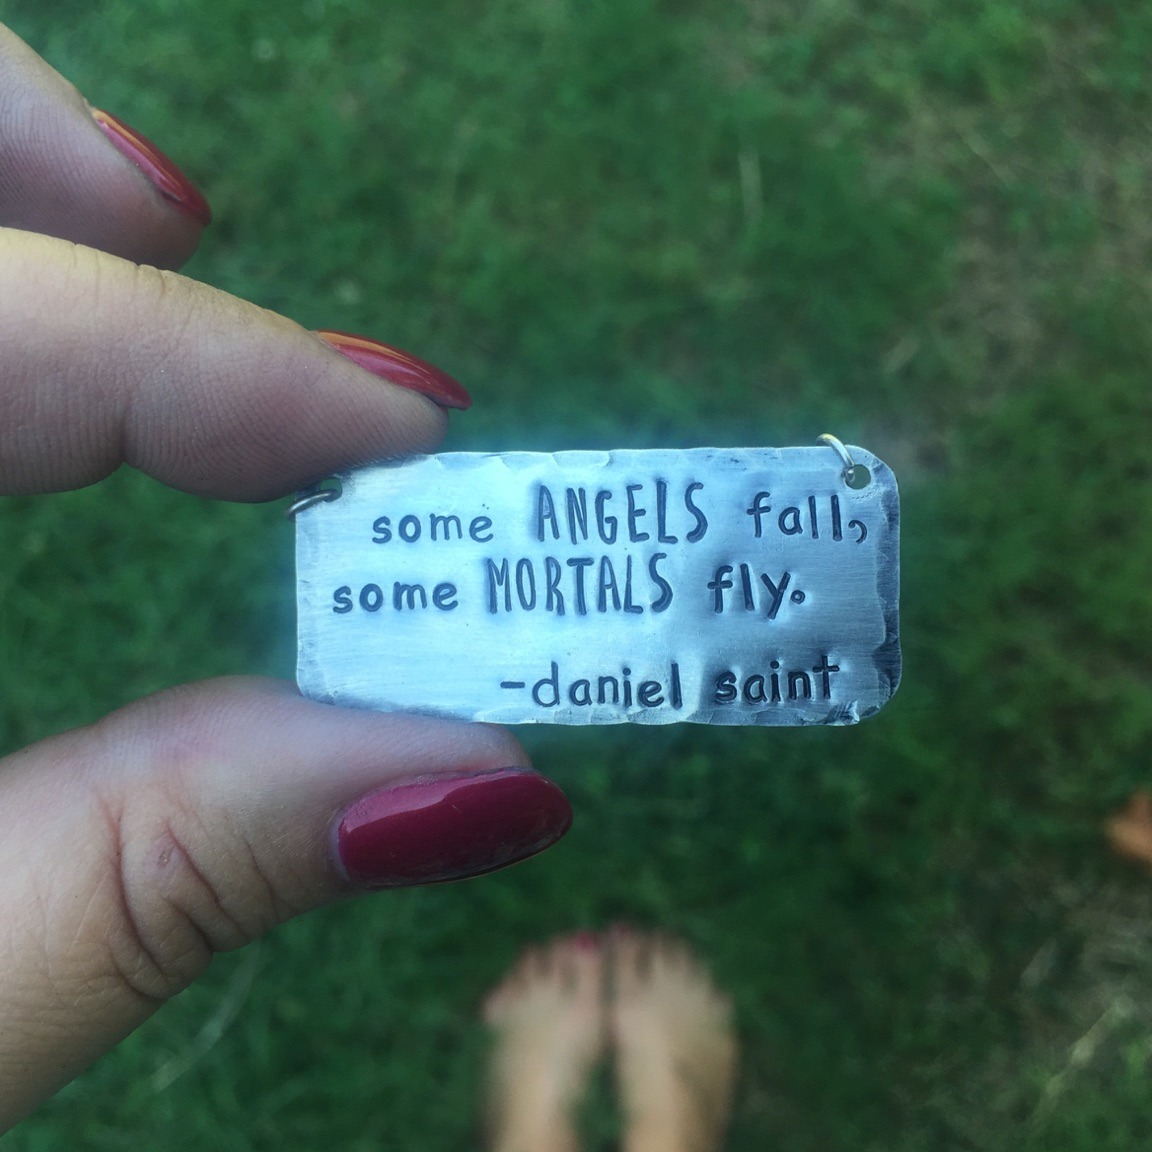 some ANGELS fall,
some MORTALS fly.
-daniel saint